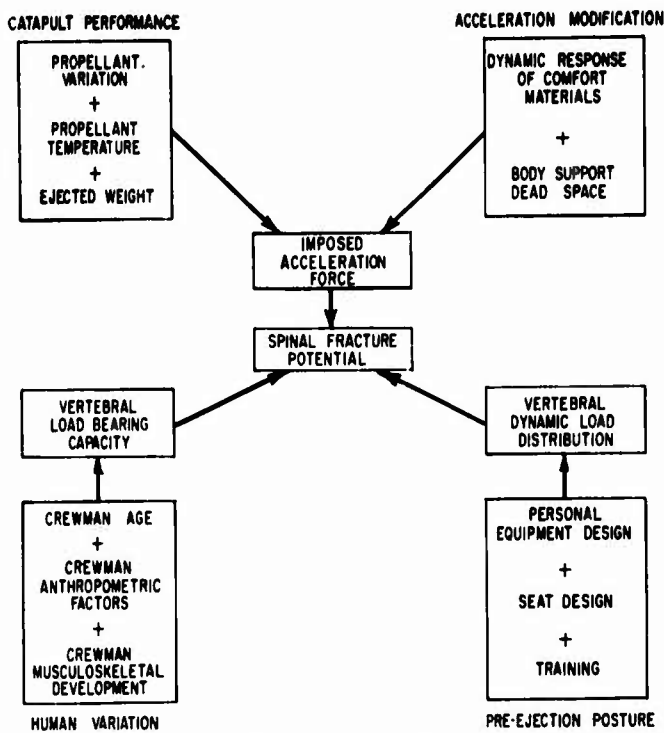 CATAPULT PERFORMANCE
PROPELLANT.
VARIATION
+
PROPELLANT
TEMPERATURE
+
EJECTED WEIGHT
ACCELERATION MODIFICATION
DYNAMIC RESPONSE
OF COMFORT
MATERIALS
+
BODY SUPPORT
DEAD SPACE
IMPOSED
ACCELERATION
FORCE
SPINAL FRACTURE
POTENTIAL
VERTEBRAL
LOAD BEARING
CAPACITY
VERTEBRAL
DYNAMIC LOAD
DISTRIBUTION
CREWMAN AGE
+
CREWMAN
ANTHROPOMETRIC
FACTORS
+
CREWMAN
MUSCULOSKELETAL
DEVELOPMENT
HUMAN VARIATION
PERSONAL
EQUIPMENT DESIGN
+
SEAT DESIGN
+
TRAINING
PRE-EJECTION POSTURE